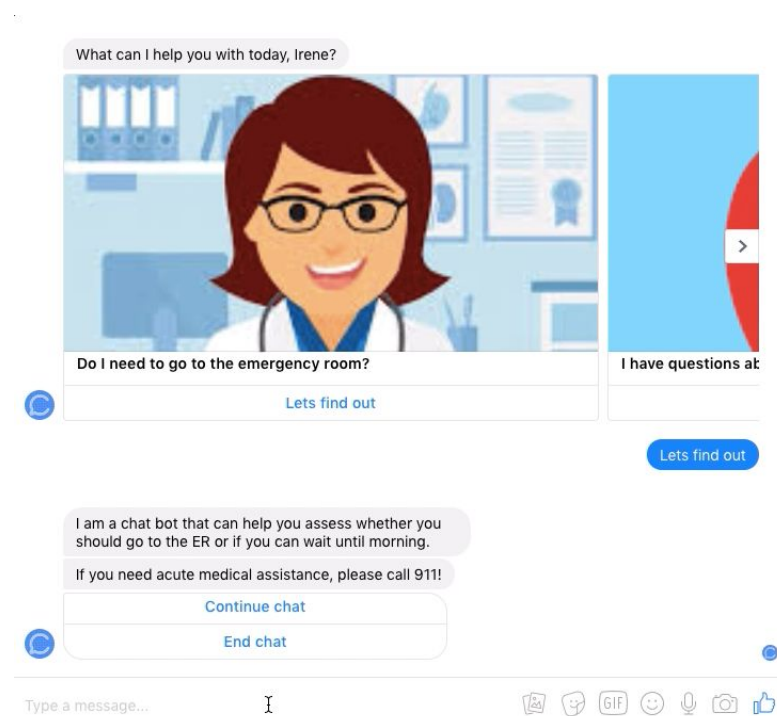 What can I help you with today, Irene?
Do I need to go to the emergency room?
Lets find out
I have questions ab
Lets find out
I am a chat bot that can help you assess whether you
should go to the ER or if you can wait until morning.
If you need acute medical assistance, please call 911!
Continue chat
End chat
Type a message...
GIF